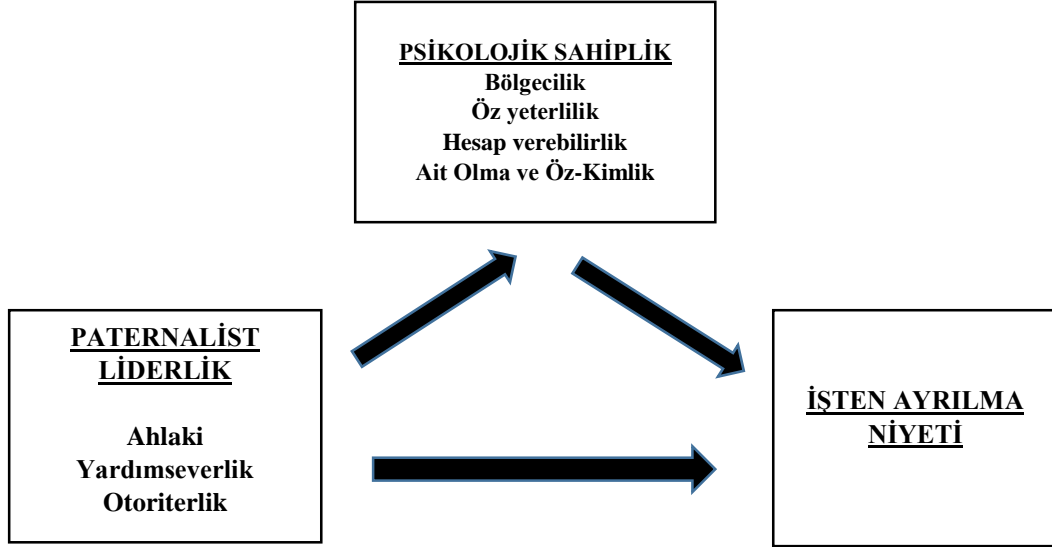 PSİKOLOJİK SAHİPLİK
Bölgecilik
Öz yeterlilik
Hesap verebilirlik
Ait Olma ve Öz-Kimlik
PATERNALİST
LİDERLİK
Ahlaki
Yardımseverlik
Otoriterlik
İŞTEN AYRILMA
NİYETİ